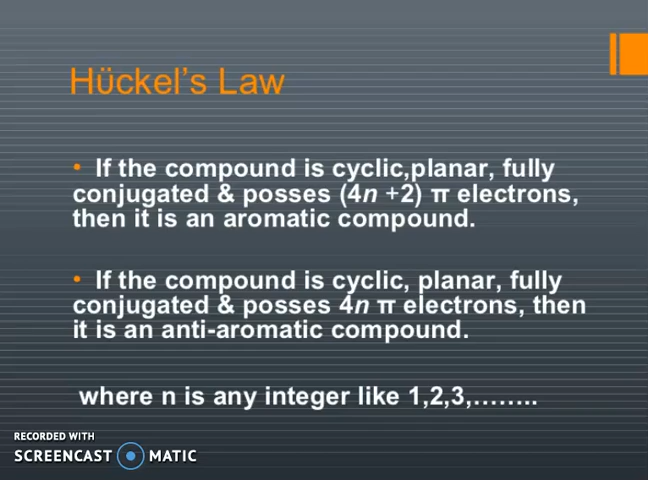 Hückel’s Law
• If the compound is cyclic,planar, fully
conjugated & posses (4n +2) π electrons,
then it is an aromatic compound.
• If the compound is cyclic, planar, fully
conjugated & posses 4n π electrons, then
it is an anti-aromatic compound.
where n is any integer like 1,2,3,……..
RECORDED WITH
SCREENCAST MATIC